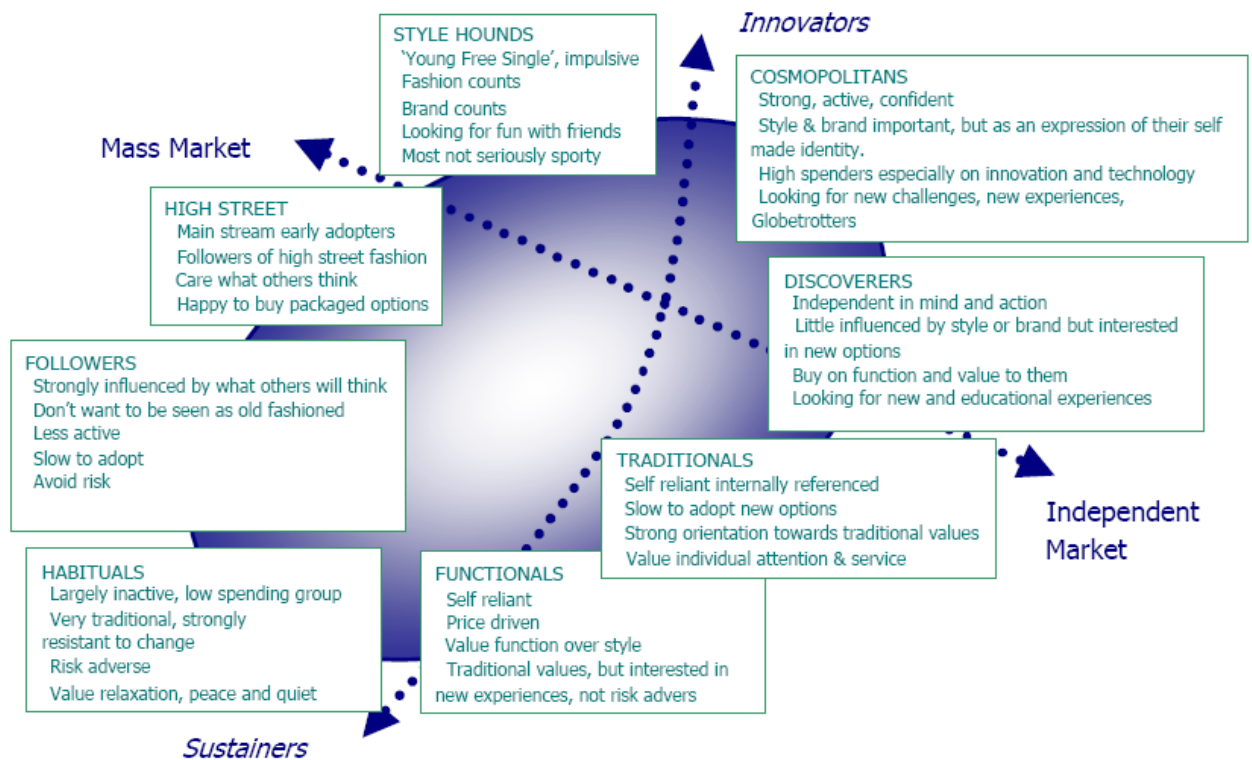 Innovators
STYLE HOUNDS
‘Young Free Single’, impulsive
Fashion counts
Brand counts
Looking for fun with friends
Most not seriously sporty
COSMOPOLITANS
Strong, active, confident
Style & brand important, but as an expression of their self
made identity.
High spenders especially on innovation and technology
Looking for new challenges, new experiences,
Globetrotters
Mass Market
HIGH STREET
Main stream early adopters
Followers of high street fashion
Care what others think
Happy to buy packaged options
DISCOVERERS
Independent in mind and action
Little influenced by style or brand but interested
in new options
Buy on function and value to them
Looking for new and educational experiences
FOLLOWERS
Strongly influenced by what others will think
Don’t want to be seen as old fashioned
Less active
Slow to adopt
Avoid risk
TRADITIONALS
Self reliant internally referenced
Slow to adopt new options
Strong orientation towards traditional values
Value individual attention & service
Independent
Market
HABITUALS
Largely inactive, low spending group
Very traditional, strongly
resistant to change
Risk adverse
Value relaxation, peace and quiet
FUNCTIONALS
Self reliant
Price driven
Value function over style
Traditional values, but interested in
new experiences, not risk advers
Sustainers